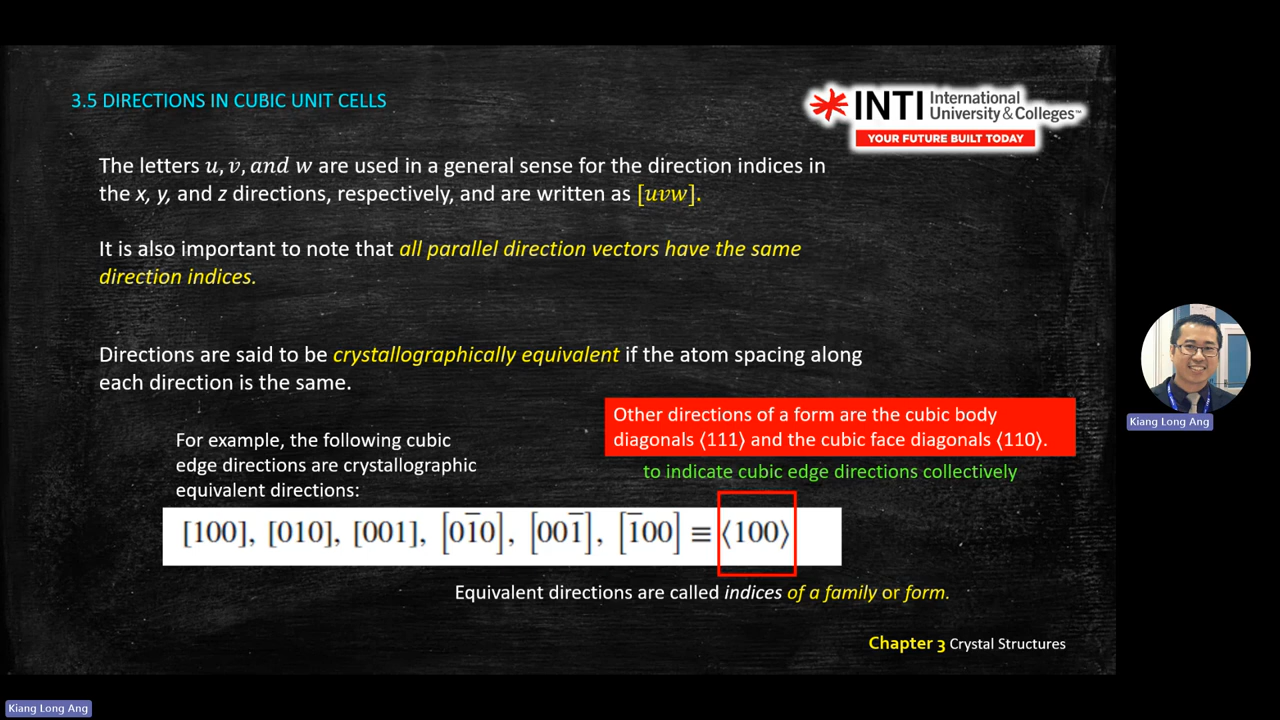 3.5 DIRECTIONS IN CUBIC UNIT CELLS
INTI International
University & Colleges™
YOUR FUTURE BUILT TODAY
The letters u, v, and w are used in a general sense for the direction indices in
the x, y, and z directions, respectively, and are written as [uvw].
It is also important to note that all parallel direction vectors have the same
direction indices.
Directions are said to be crystallographically equivalent if the atom spacing along
each direction is the same.
For example, the following cubic
edge directions are crystallographic
equivalent directions:
Other directions of a form are the cubic body
diagonals ⟨111⟩ and the cubic face diagonals ⟨110⟩.
to indicate cubic edge directions collectively
[100], [010], [001], [01̅0], [001̅], [1̅00] ≡ ⟨100⟩
Equivalent directions are called indices of a family or form.
Chapter 3 Crystal Structures
Kiang Long Ang
Kiang Long Ang